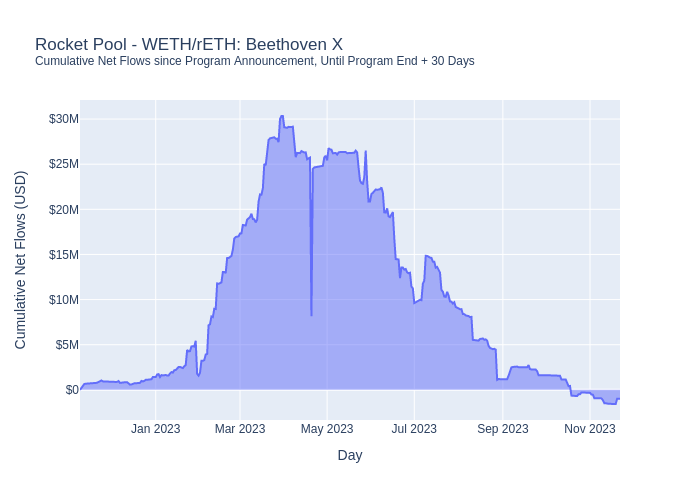 Rocket Pool - WETH/rETH: Beethoven X
Cumulative Net Flows since Program Announcement, Until Program End + 30 Days
Cumulative Net Flows (USD)
$30M
$25M
$20M
$15M
$10M
$5M
$0
Jan 2023 Mar 2023 May 2023 Jul 2023 Sep 2023 Nov 2023
Day